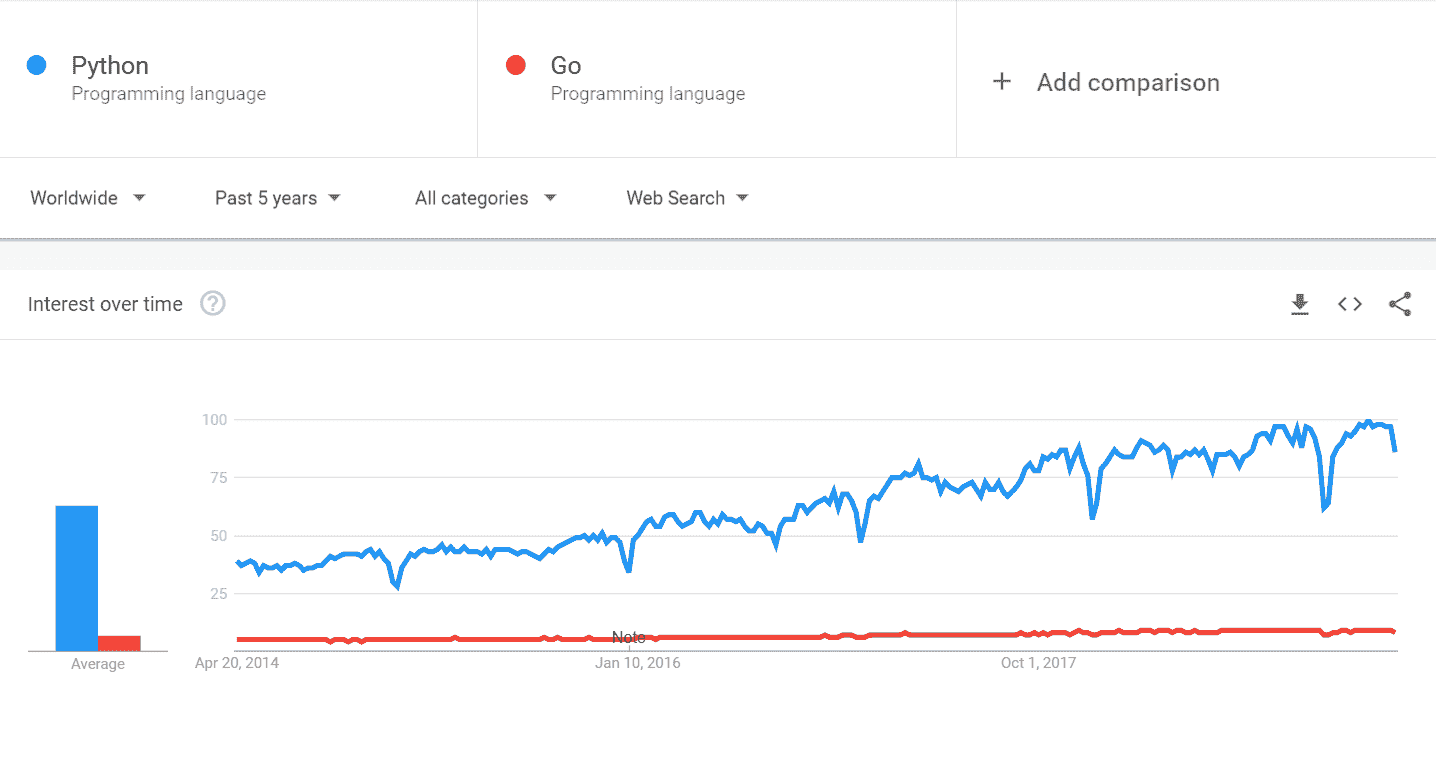 Python
Programming language
Go
Programming language
+ Add comparison
Worldwide
Past 5 years
All categories
Web Search
Interest over time ?
100
75
50
25
Note
Average
Apr 20, 2014
Jan 10, 2016
Oct 1, 2017